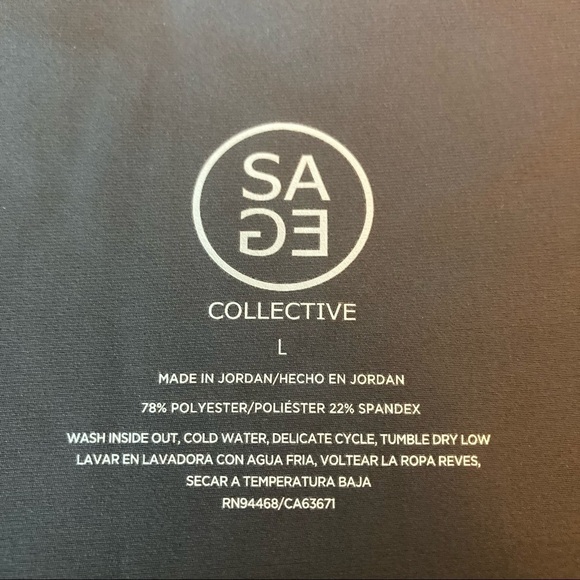 SA
GE
COLLECTIVE
L
MADE IN JORDAN/HECHO EN JORDAN
78% POLYESTER/POLIÉSTER 22% SPANDEX
WASH INSIDE OUT, COLD WATER, DELICATE CYCLE, TUMBLE DRY LOW
LAVAR EN LAVADORA CON AGUA FRIA, VOLTEAR LA ROPA REVES,
SECAR A TEMPERATURA BAJA
RN94468/CA63671